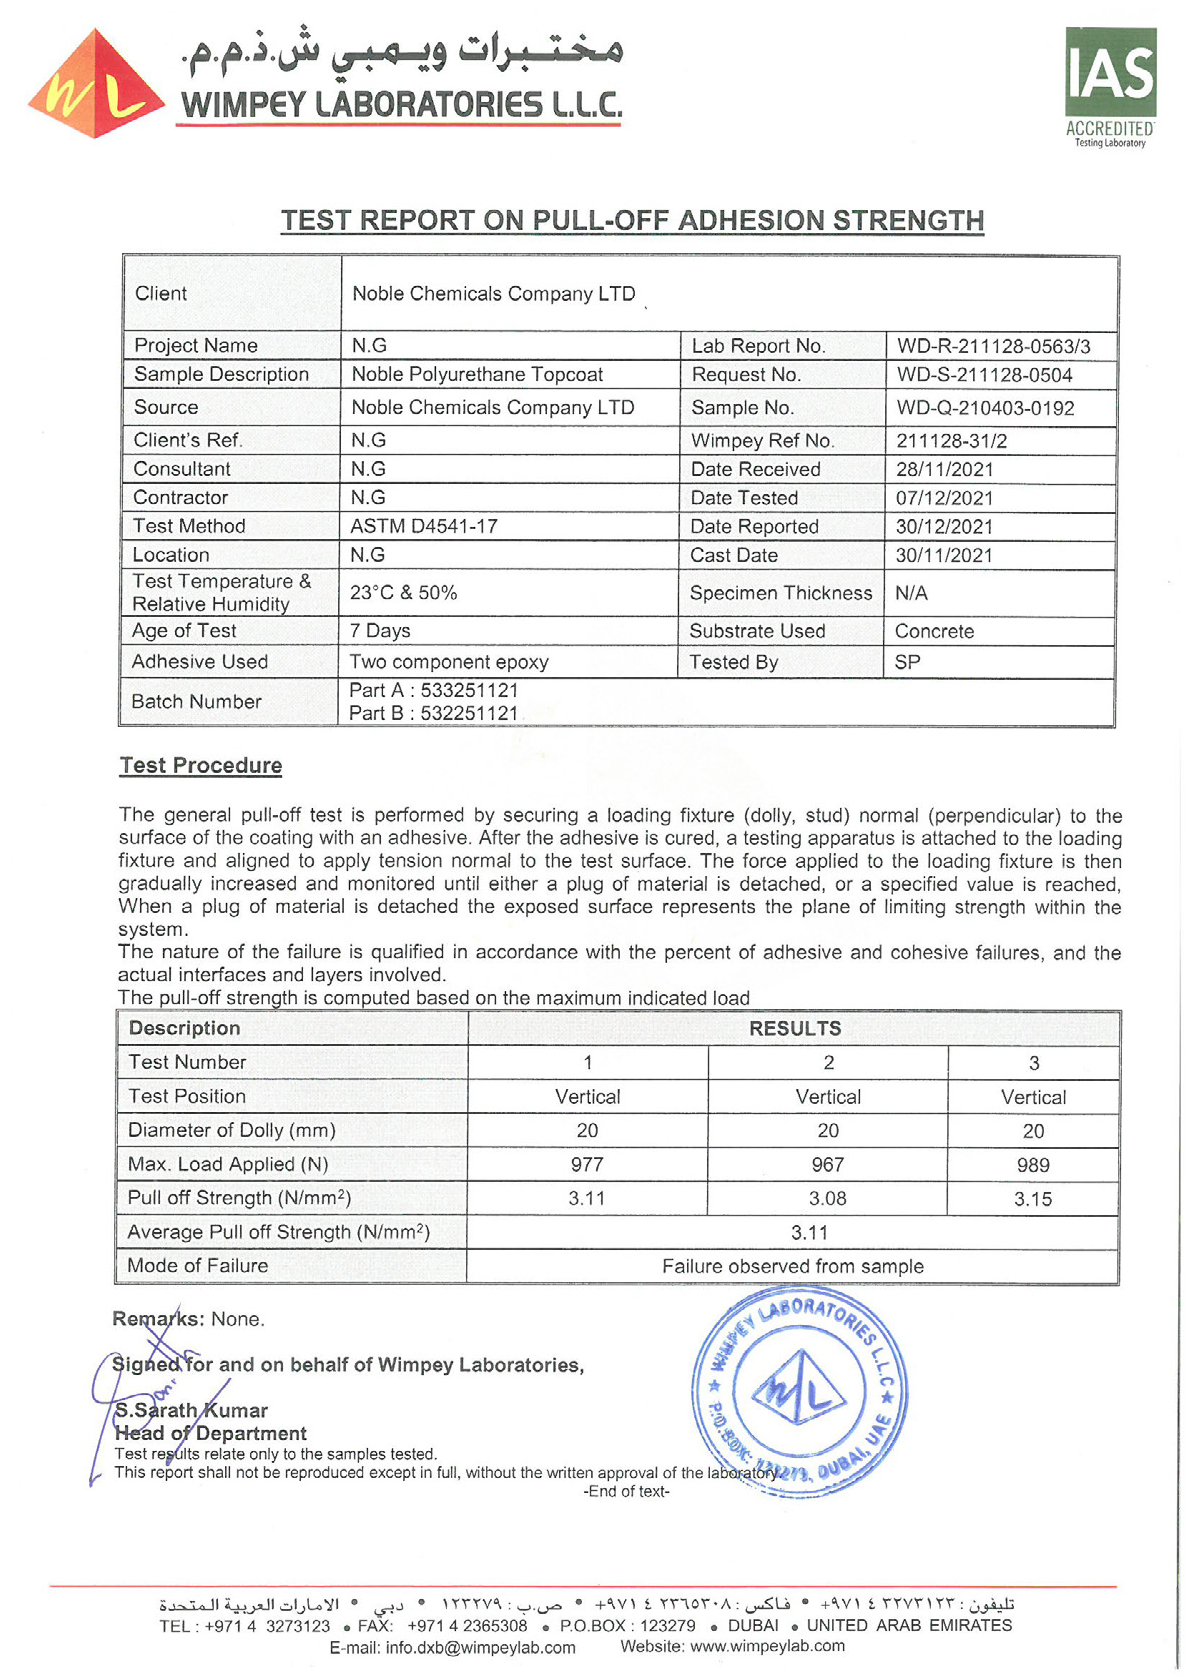 مختبرات ويمبي ش.ذ.م.م.
WIMPEY LABORATORIES L.L.C.
WL
IAS
ACCREDITED
Testing Laboratory
TEST REPORT ON PULL-OFF ADHESION STRENGTH
Client Noble Chemicals Company LTD
Project Name N.G Lab Report No. WD-R-211128-0563/3
Sample Description Noble Polyurethane Topcoat Request No. WD-S-211128-0504
Source Noble Chemicals Company LTD Sample No. WD-Q-210403-0192
Client's Ref. N.G Wimpey Ref No. 211128-31/2
Consultant N.G Date Received 28/11/2021
Contractor N.G Date Tested 07/12/2021
Test Method ASTM D4541-17 Date Reported 30/12/2021
Location N.G Cast Date 30/11/2021
Test Temperature &
Relative Humidity 23°C & 50% Specimen Thickness N/A
Age of Test 7 Days Substrate Used Concrete
Adhesive Used Two component epoxy Tested By SP
Batch Number Part A : 533251121
Part B : 532251121
Test Procedure
The general pull-off test is performed by securing a loading fixture (dolly, stud) normal (perpendicular) to the
surface of the coating with an adhesive. After the adhesive is cured, a testing apparatus is attached to the loading
fixture and aligned to apply tension normal to the test surface. The force applied to the loading fixture is then
gradually increased and monitored until either a plug of material is detached, or a specified value is reached,
When a plug of material is detached the exposed surface represents the plane of limiting strength within the
system.
The nature of the failure is qualified in accordance with the percent of adhesive and cohesive failures, and the
actual interfaces and layers involved.
The pull-off strength is computed based on the maximum indicated load
Description RESULTS
Test Number 1 2 3
Test Position Vertical Vertical Vertical
Diameter of Dolly (mm) 20 20 20
Max. Load Applied (N) 977 967 989
Pull off Strength (N/mm²) 3.11 3.08 3.15
Average Pull off Strength (N/mm²) 3.11
Mode of Failure Failure observed from sample
Remarks: None.
Signed for and on behalf of Wimpey Laboratories,
S.Sarath Kumar
Head of Department
Test results relate only to the samples tested.
This report shall not be reproduced except in full, without the written approval of the laboratory.
-End of text-
WIMPEY LABORATORIES L.L.C
WL
P.O.BOX: 123279, DUBAI, UAE
تليفون : ٣٢٧٣١٢٣ ٤ ٩٧١+ • فاكس : ٢٣٦٥٣٠٨ ٤ ٩٧١+ • ص.ب : ١٢٣٢٧٩ • دبي • الامارات العربية المتحدة
TEL : +971 4 3273123 • FAX: +971 4 2365308 • P.O.BOX : 123279 • DUBAI • UNITED ARAB EMIRATES
E-mail: info.dxb@wimpeylab.com Website: www.wimpeylab.com